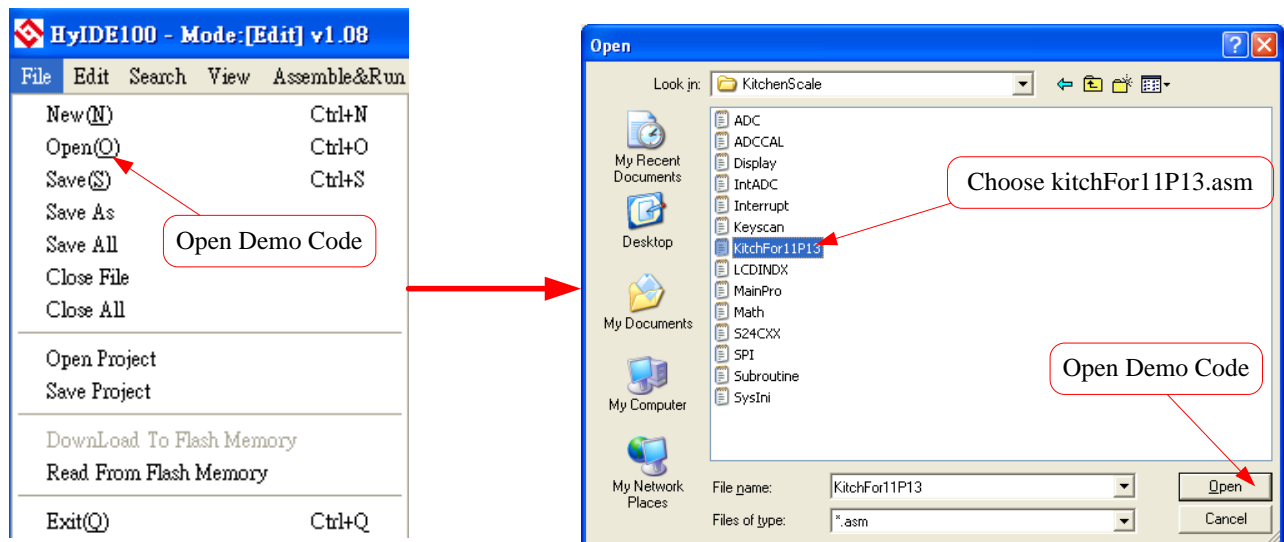 HyIDE100 - Mode:[Edit] v1.08
File Edit Search View Assemble&Run
New(N) Ctrl+N
Open(O) Ctrl+O
Save(S) Ctrl+S
Save As
Save All
Close File
Close All
Open Project
Save Project
DownLoad To Flash Memory
Read From Flash Memory
Exit(Q) Ctrl+Q
Open Demo Code
Open
Look in: KitchenScale
My Recent Documents
Desktop
My Documents
My Computer
My Network Places
ADC
ADCCAL
Display
IntADC
Interrupt
Keyscan
KitchFor11P13
LCDINDX
MainPro
Math
S24CXX
SPI
Subroutine
SysIni
Choose kitchFor11P13.asm
Open Demo Code
File name: KitchFor11P13 Open
Files of type: *.asm Cancel